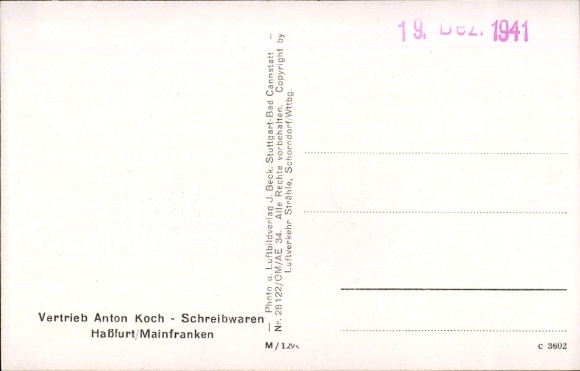 19. Dez. 1941
— Photo u. Luftbildverlag J. Beck, Stuttgart-Bad Cannstatt —
Nr. 28122/OM/AE 34. Alle Rechte vorbehalten. Copyright by
Luftverkehr Strähle, Schorndorf/Wttbg.
Vertrieb Anton Koch - Schreibwaren
Haßfurt/Mainfranken
c 3602